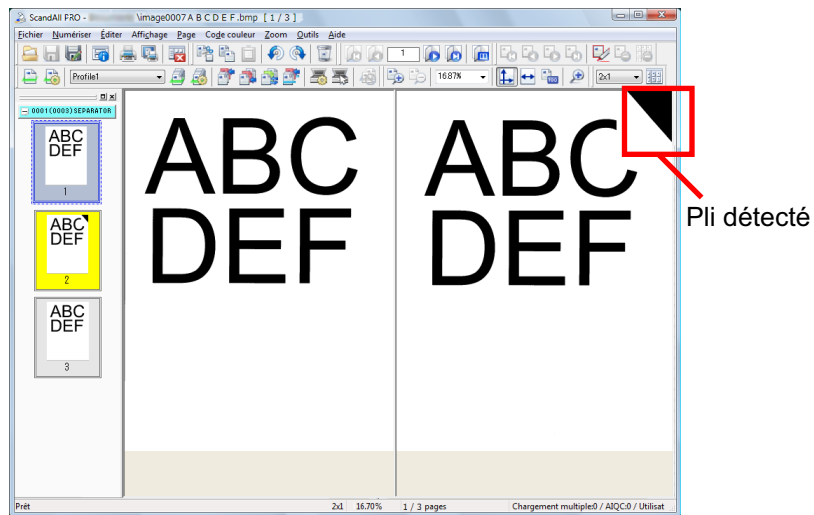 ScandAll PRO - \image0007 A B C D E F .bmp [ 1 / 3 ]
Fichier Numériser Éditer Affichage Page Code couleur Zoom Outils Aide
1
Profile1 16.87% 2x1
0001(0003)SEPARATOR
ABC
DEF
1
ABC
DEF
2
ABC
DEF
3
ABC
DEF
ABC
DEF
Pli détecté
Prêt 2x1 16.70% 1 / 3 pages Chargement multiple:0 / AIQC:0 / Utilisat